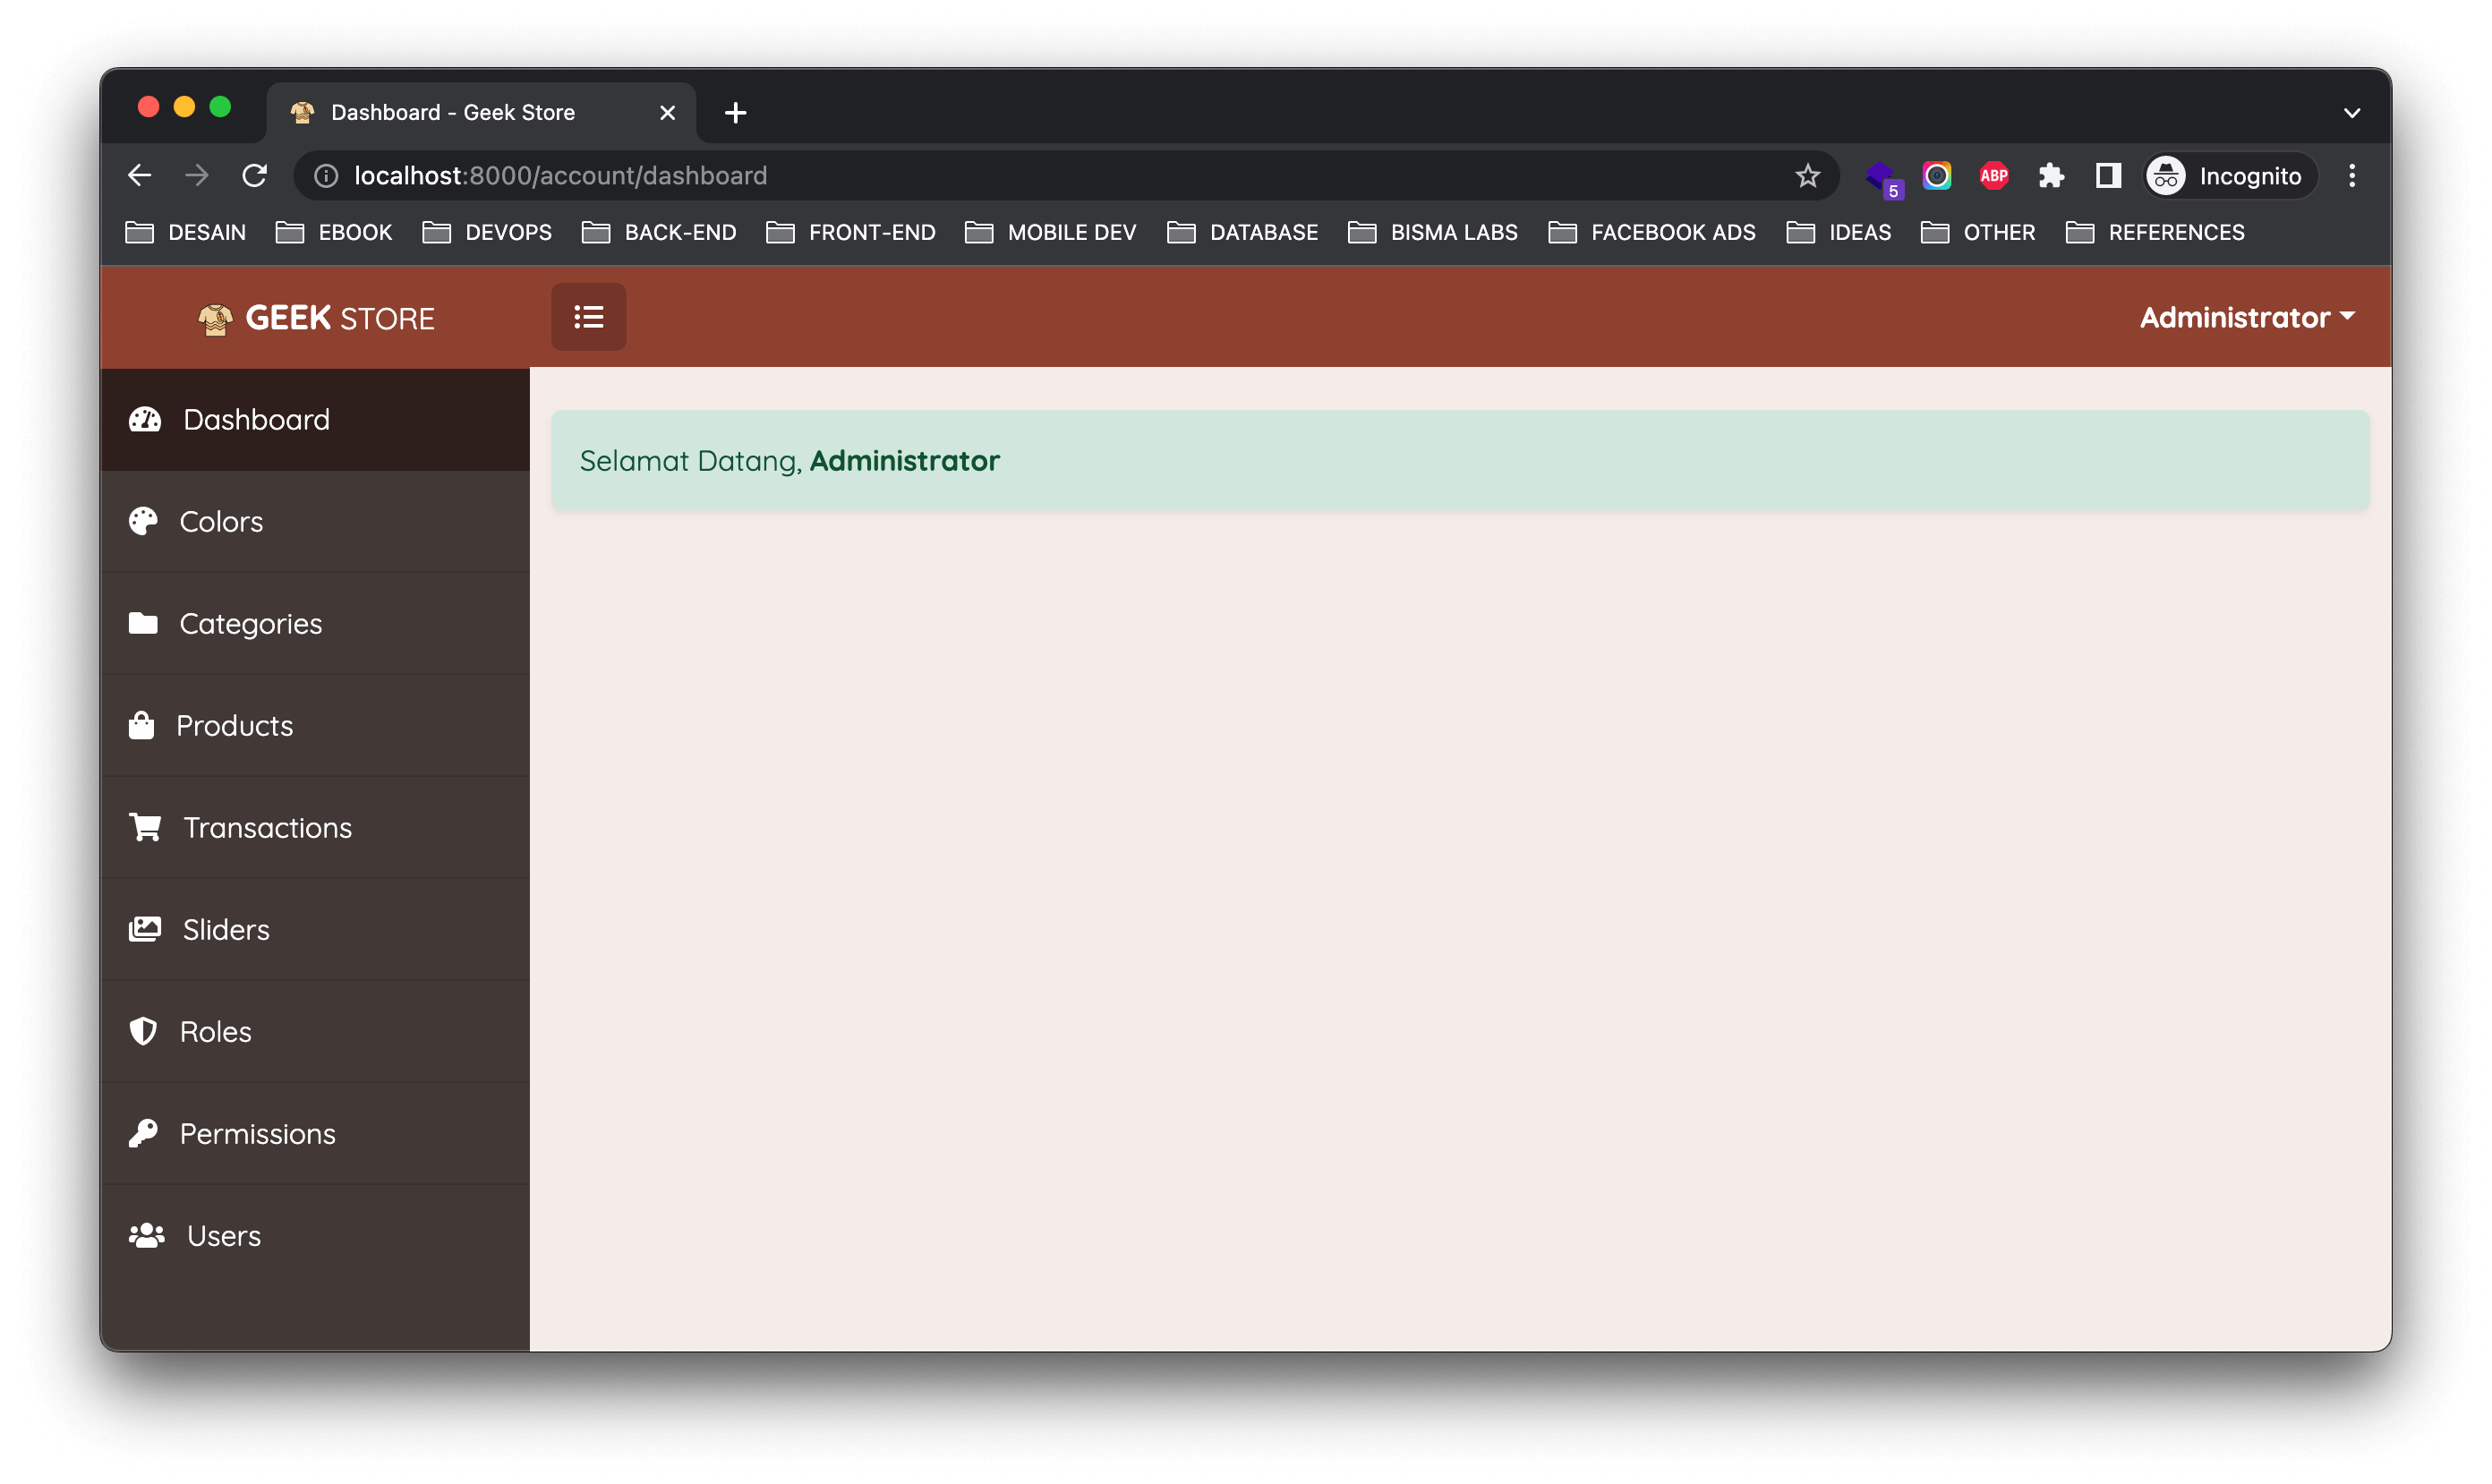 Dashboard - Geek Store
localhost:8000/account/dashboard
5
ABP
Incognito
DESAIN EBOOK DEVOPS BACK-END FRONT-END MOBILE DEV DATABASE BISMA LABS FACEBOOK ADS IDEAS OTHER REFERENCES
GEEK STORE
Administrator
Dashboard
Selamat Datang, Administrator
Colors
Categories
Products
Transactions
Sliders
Roles
Permissions
Users